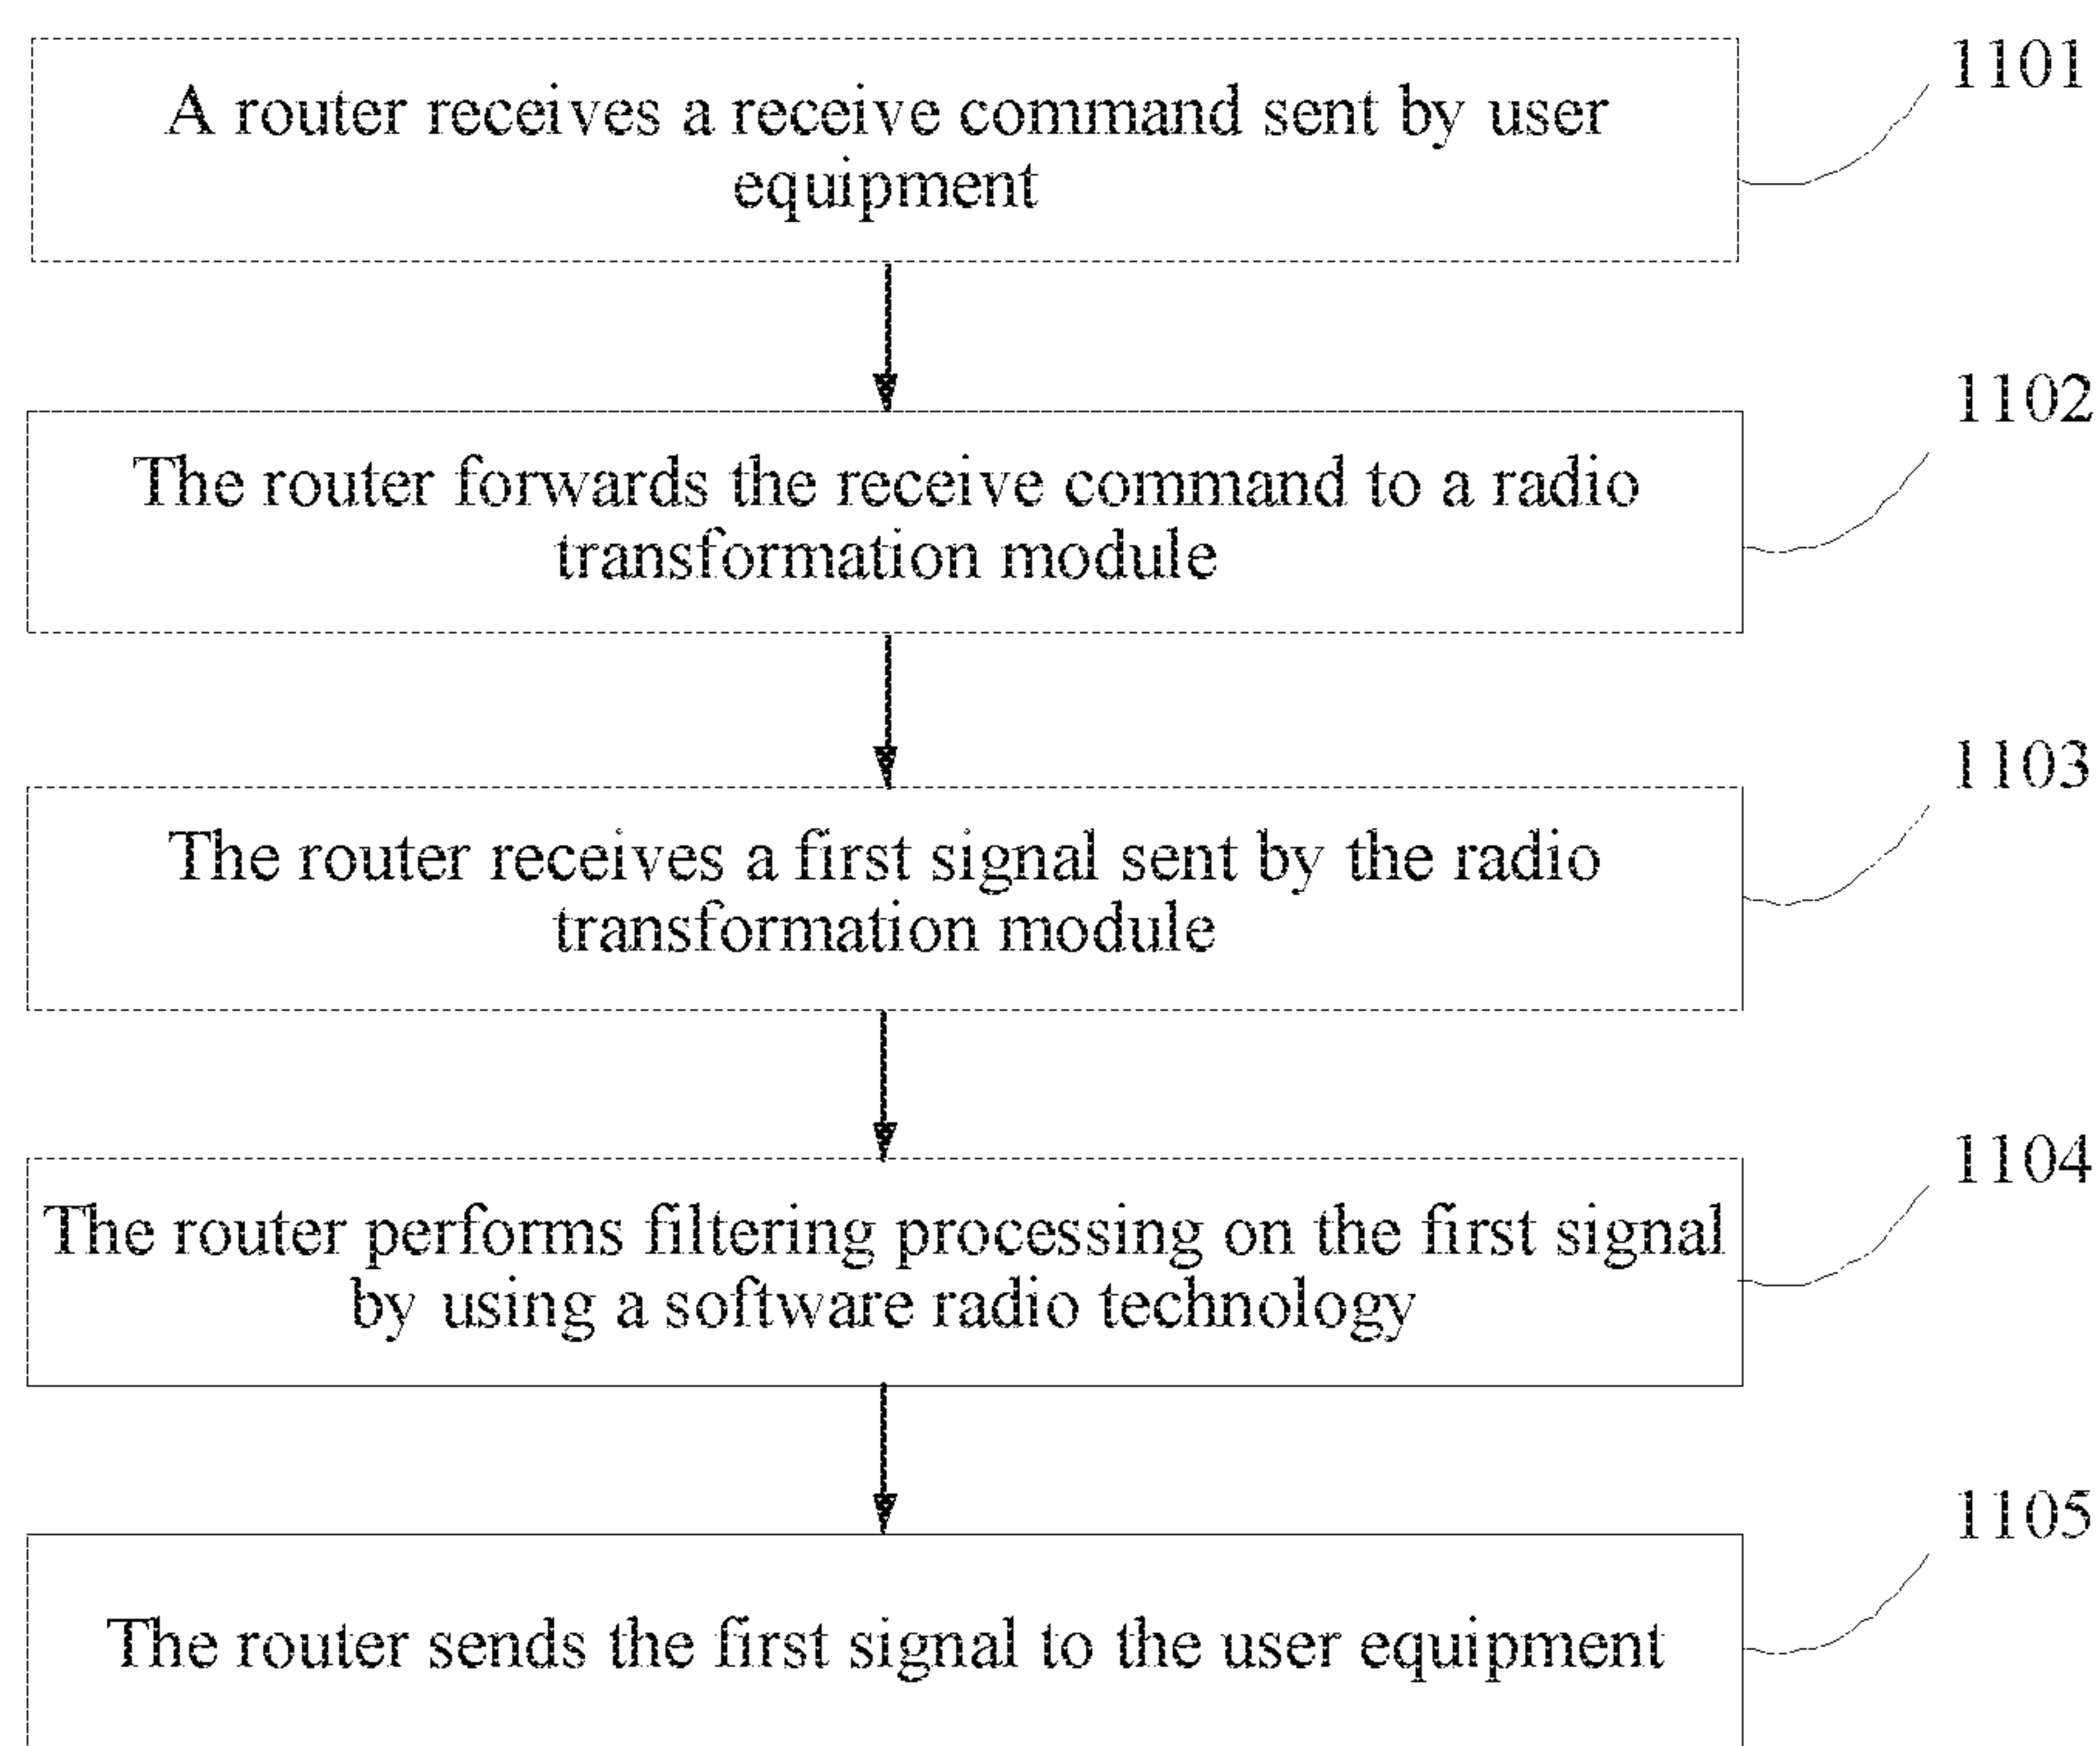 A router receives a receive command sent by user
equipment
1101
The router forwards the receive command to a radio
transformation module
1102
The router receives a first signal sent by the radio
transformation module
1103
The router performs filtering processing on the first signal
by using a software radio technology
1104
The router sends the first signal to the user equipment
1105